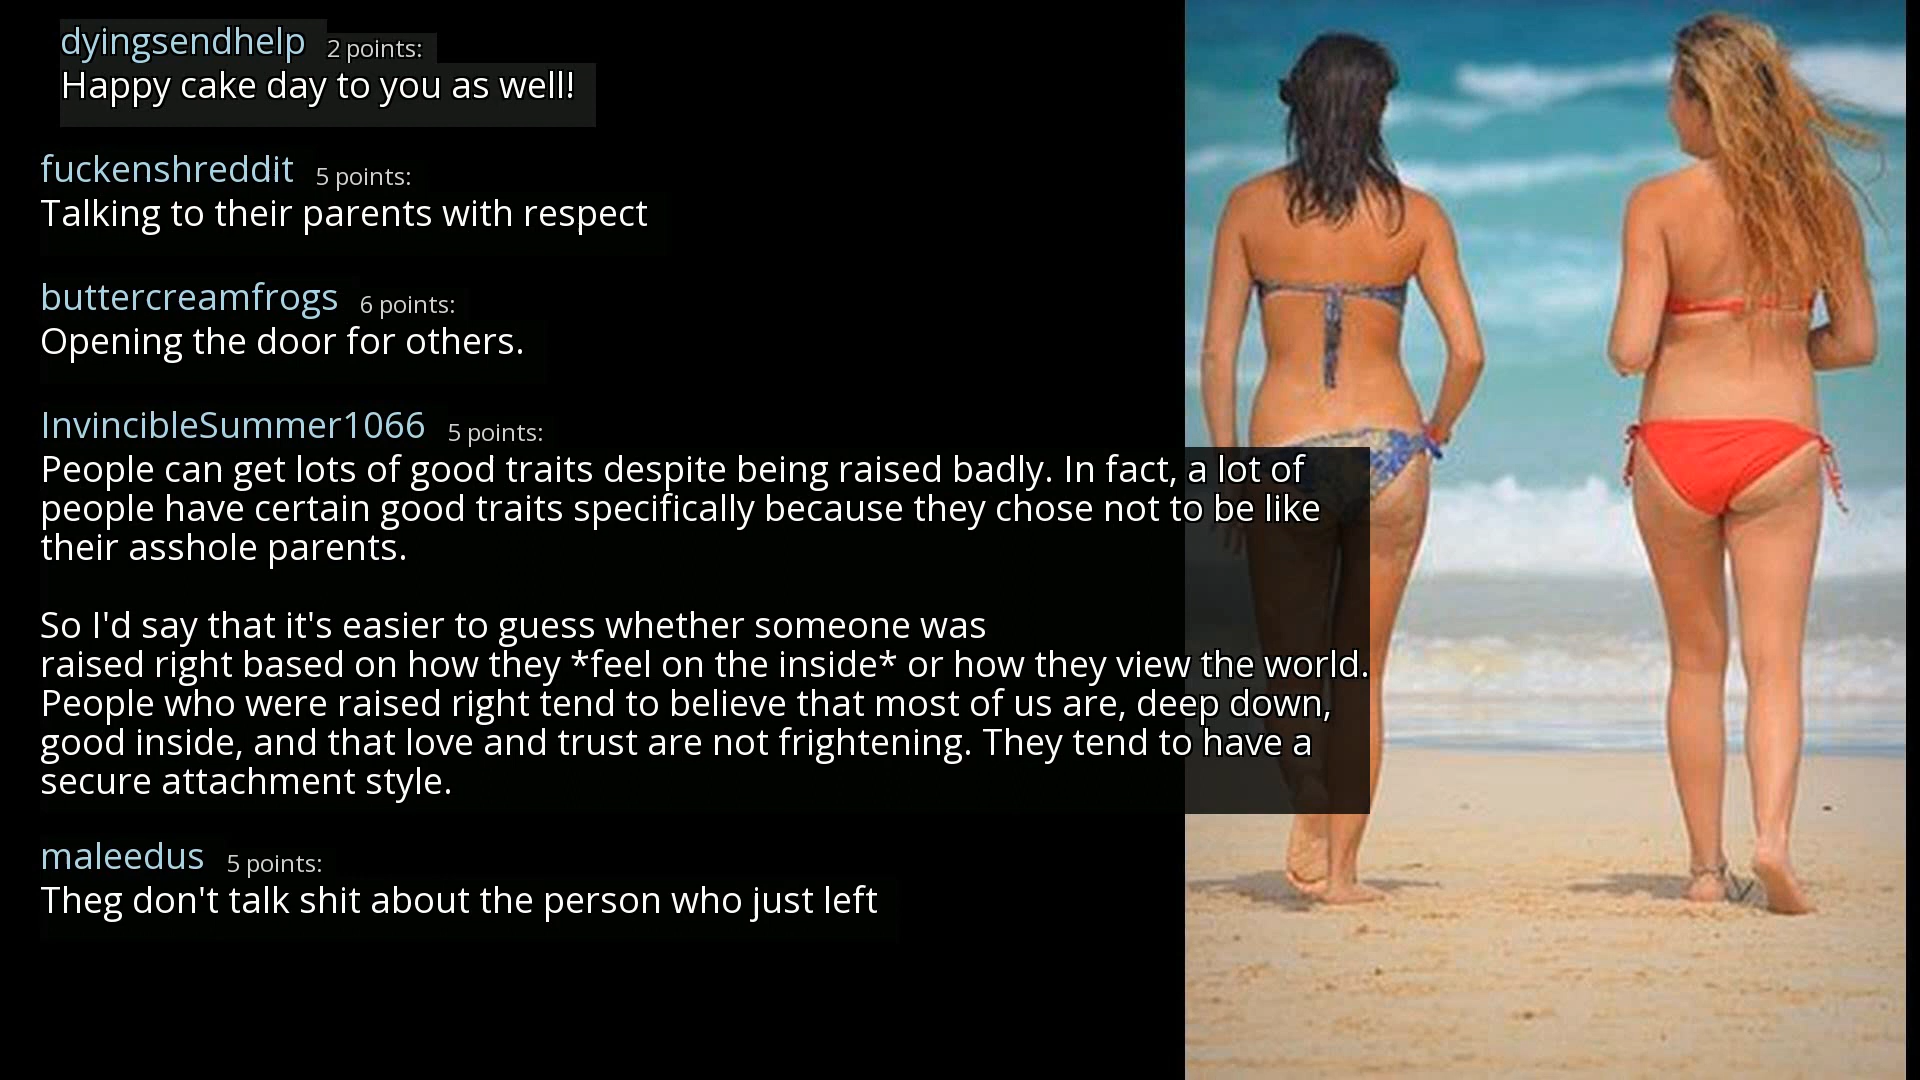 dyingsendhelp 2 points:
Happy cake day to you as well!
fuckenshreddit 5 points:
Talking to their parents with respect
buttercreamfrogs 6 points:
Opening the door for others.
InvincibleSummer1066 5 points:
People can get lots of good traits despite being raised badly. In fact, a lot of
people have certain good traits specifically because they chose not to be like
their asshole parents.
So I'd say that it's easier to guess whether someone was
raised right based on how they *feel on the inside* or how they view the world.
People who were raised right tend to believe that most of us are, deep down,
good inside, and that love and trust are not frightening. They tend to have a
secure attachment style.
maleedus 5 points:
Theg don't talk shit about the person who just left